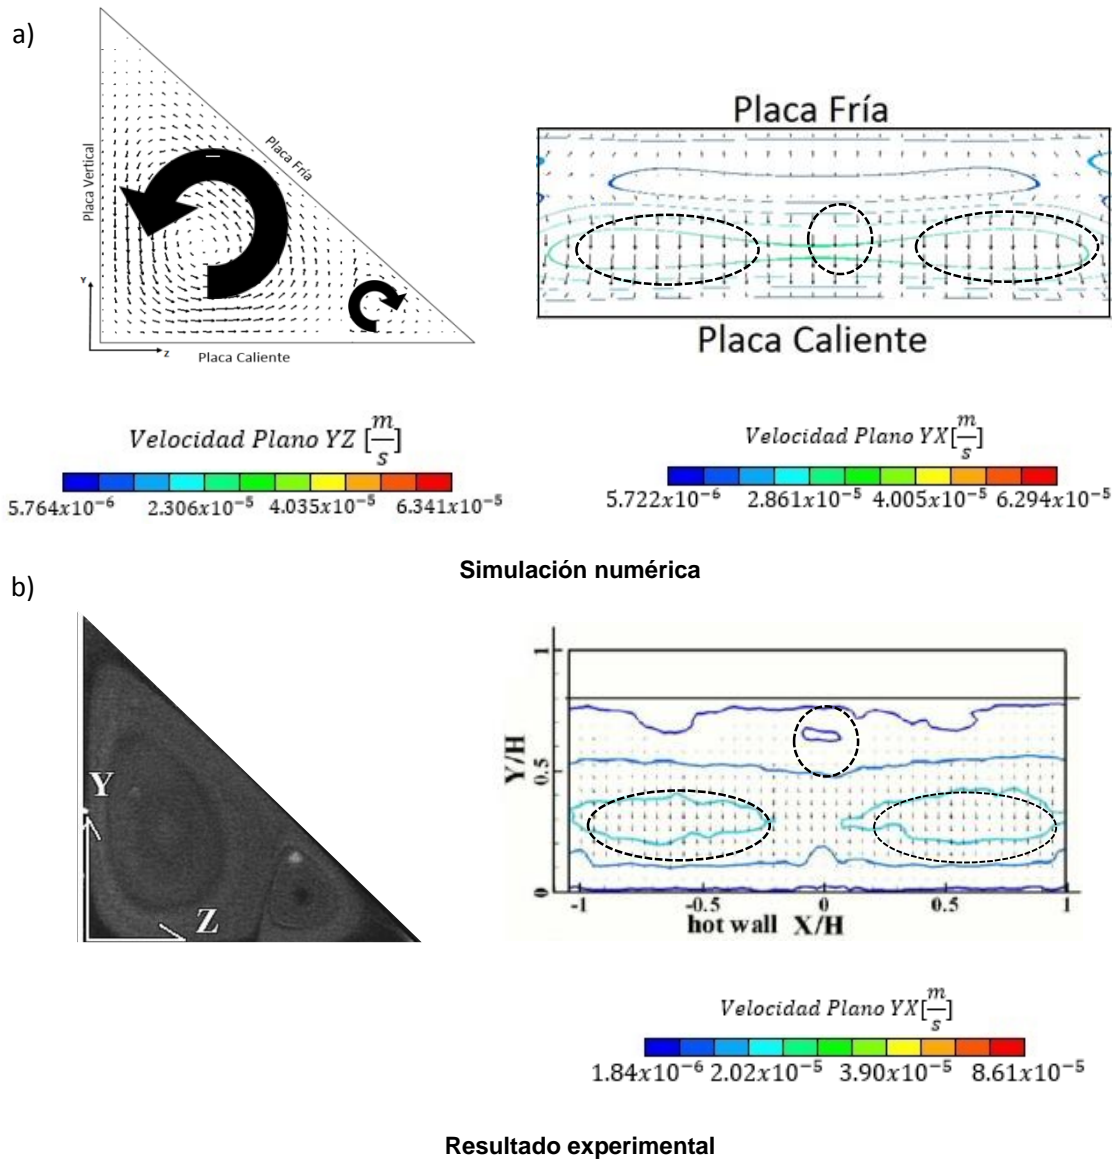 a)
Placa Vertical
Placa Fría
Y
Z
Placa Caliente
Placa Fría
Placa Caliente
Velocidad Plano YZ [m/s]
5.764x10⁻⁶ 2.306x10⁻⁵ 4.035x10⁻⁵ 6.341x10⁻⁵
Velocidad Plano YX[m/s]
5.722x10⁻⁶ 2.861x10⁻⁵ 4.005x10⁻⁵ 6.294x10⁻⁵
Simulación numérica
b)
Y
Z
Y/H
1
0.5
0
-1 -0.5 0 0.5 1
hot wall X/H
Velocidad Plano YX[m/s]
1.84x10⁻⁶ 2.02x10⁻⁵ 3.90x10⁻⁵ 8.61x10⁻⁵
Resultado experimental